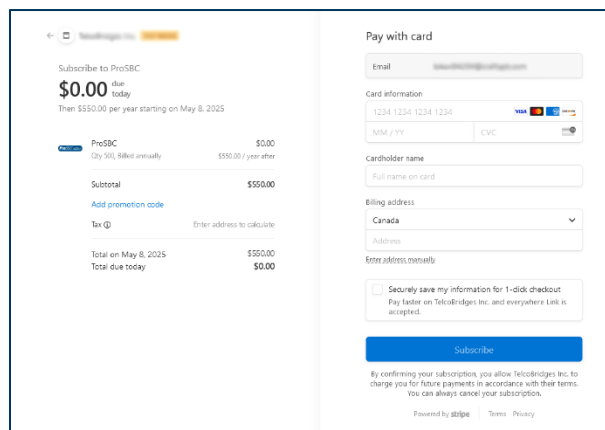 Subscribe to ProSBC
$0.00 due today
Then $550.00 per year starting on May 8, 2025
ProSBC $0.00
Qty 500, Billed annually $550.00 / year after
Subtotal $550.00
Add promotion code
Tax Enter address to calculate
Total on May 8, 2025 $550.00
Total due today $0.00
Pay with card
Email
Card information
1234 1234 1234 1234 VISA
MM / YY CVC
Cardholder name
Full name on card
Billing address
Canada
Address
Enter address manually
Securely save my information for 1-click checkout
Pay faster on TelcoBridges Inc. and everywhere Link is
accepted.
Subscribe
By confirming your subscription, you allow TelcoBridges Inc. to
charge you for future payments in accordance with their terms.
You can always cancel your subscription.
Powered by stripe Terms Privacy